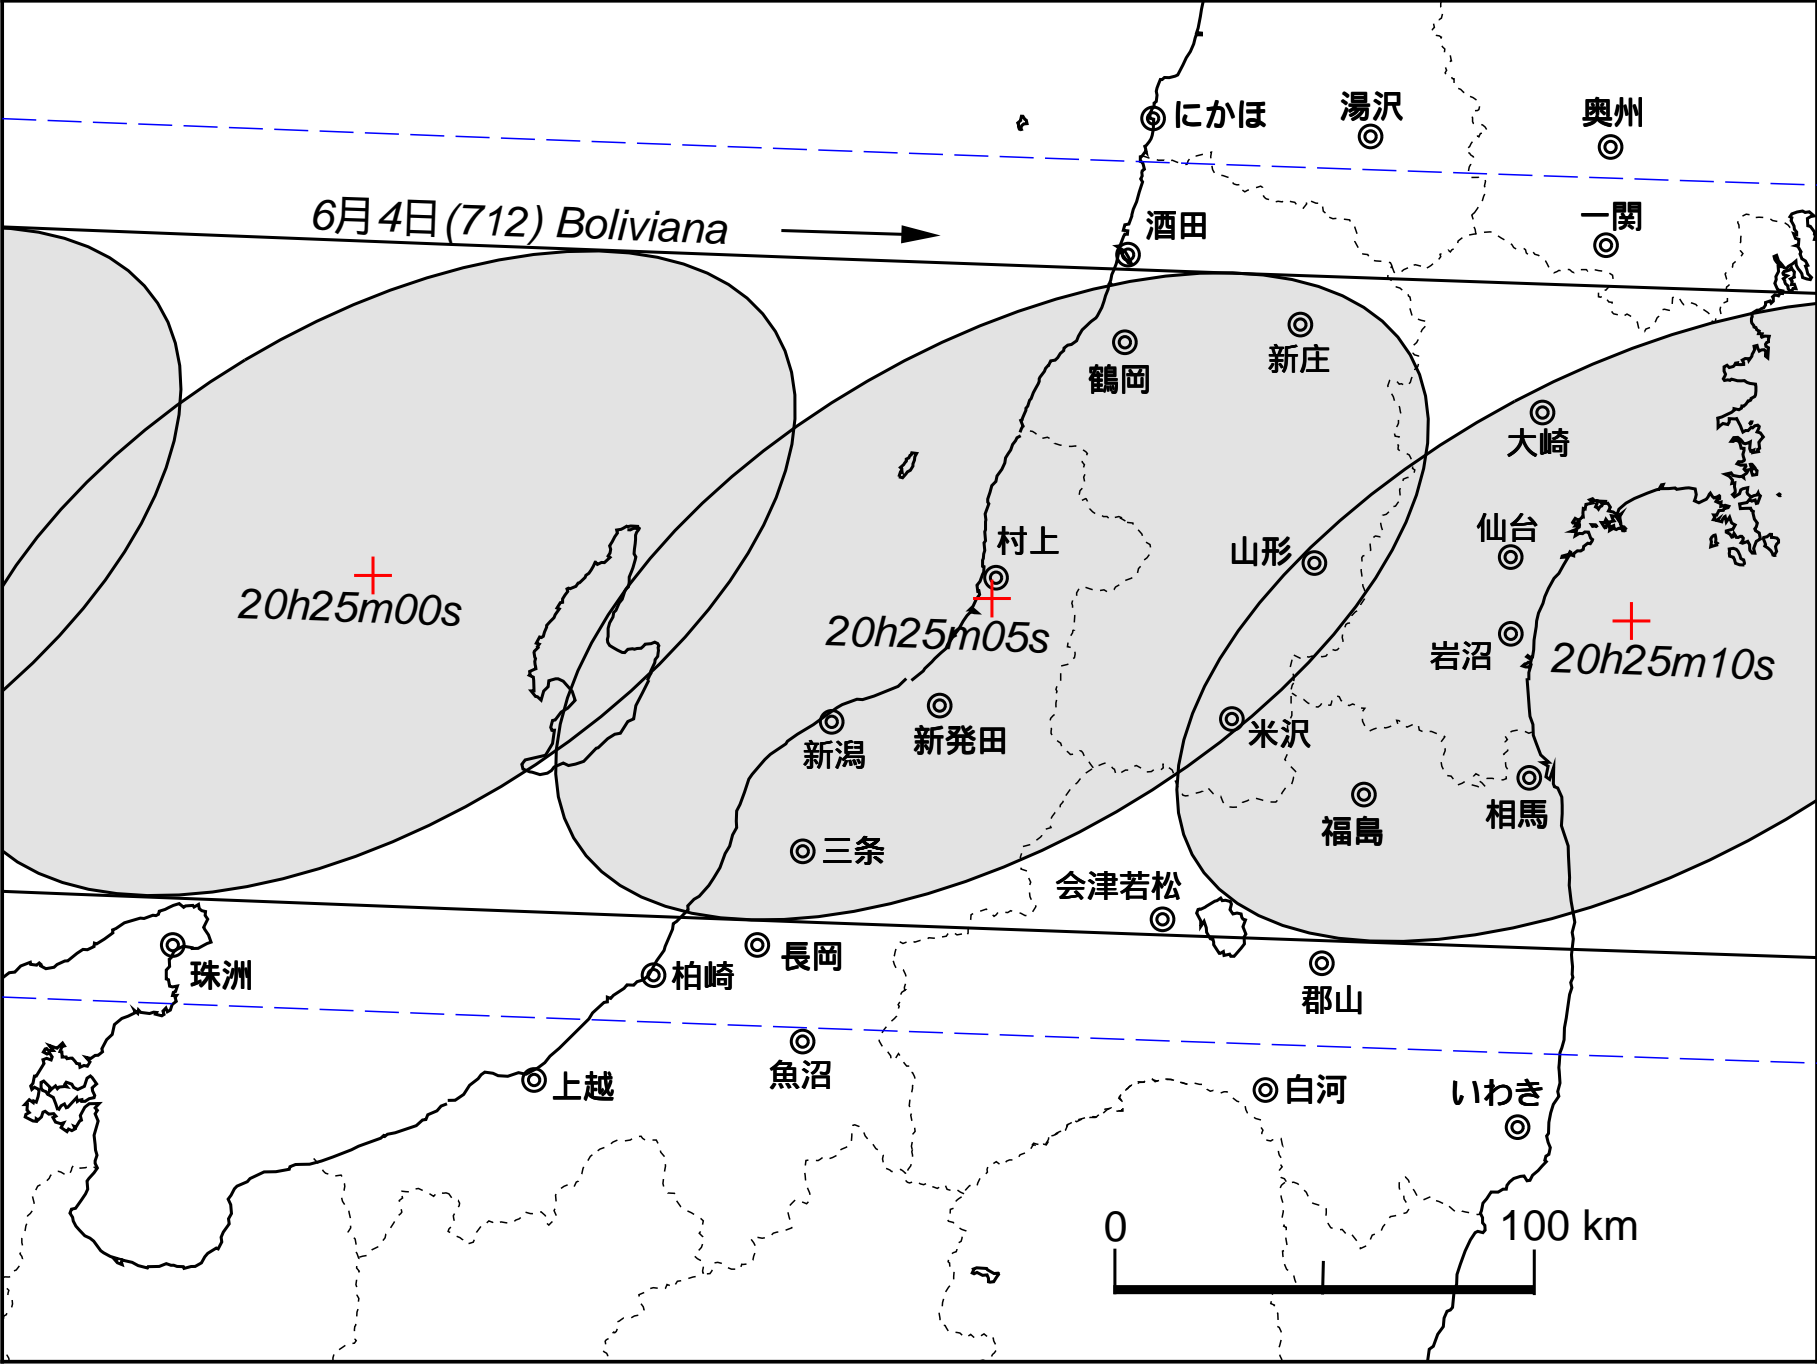 にかほ
湯沢
奥州
6月4日(712) Boliviana
酒田
一関
鶴岡
新庄
大崎
村上
山形
仙台
20h25m00s
20h25m05s
岩沼
20h25m10s
新潟
新発田
米沢
三条
福島
相馬
会津若松
珠洲
柏崎
長岡
郡山
上越
魚沼
白河
いわき
0
100 km